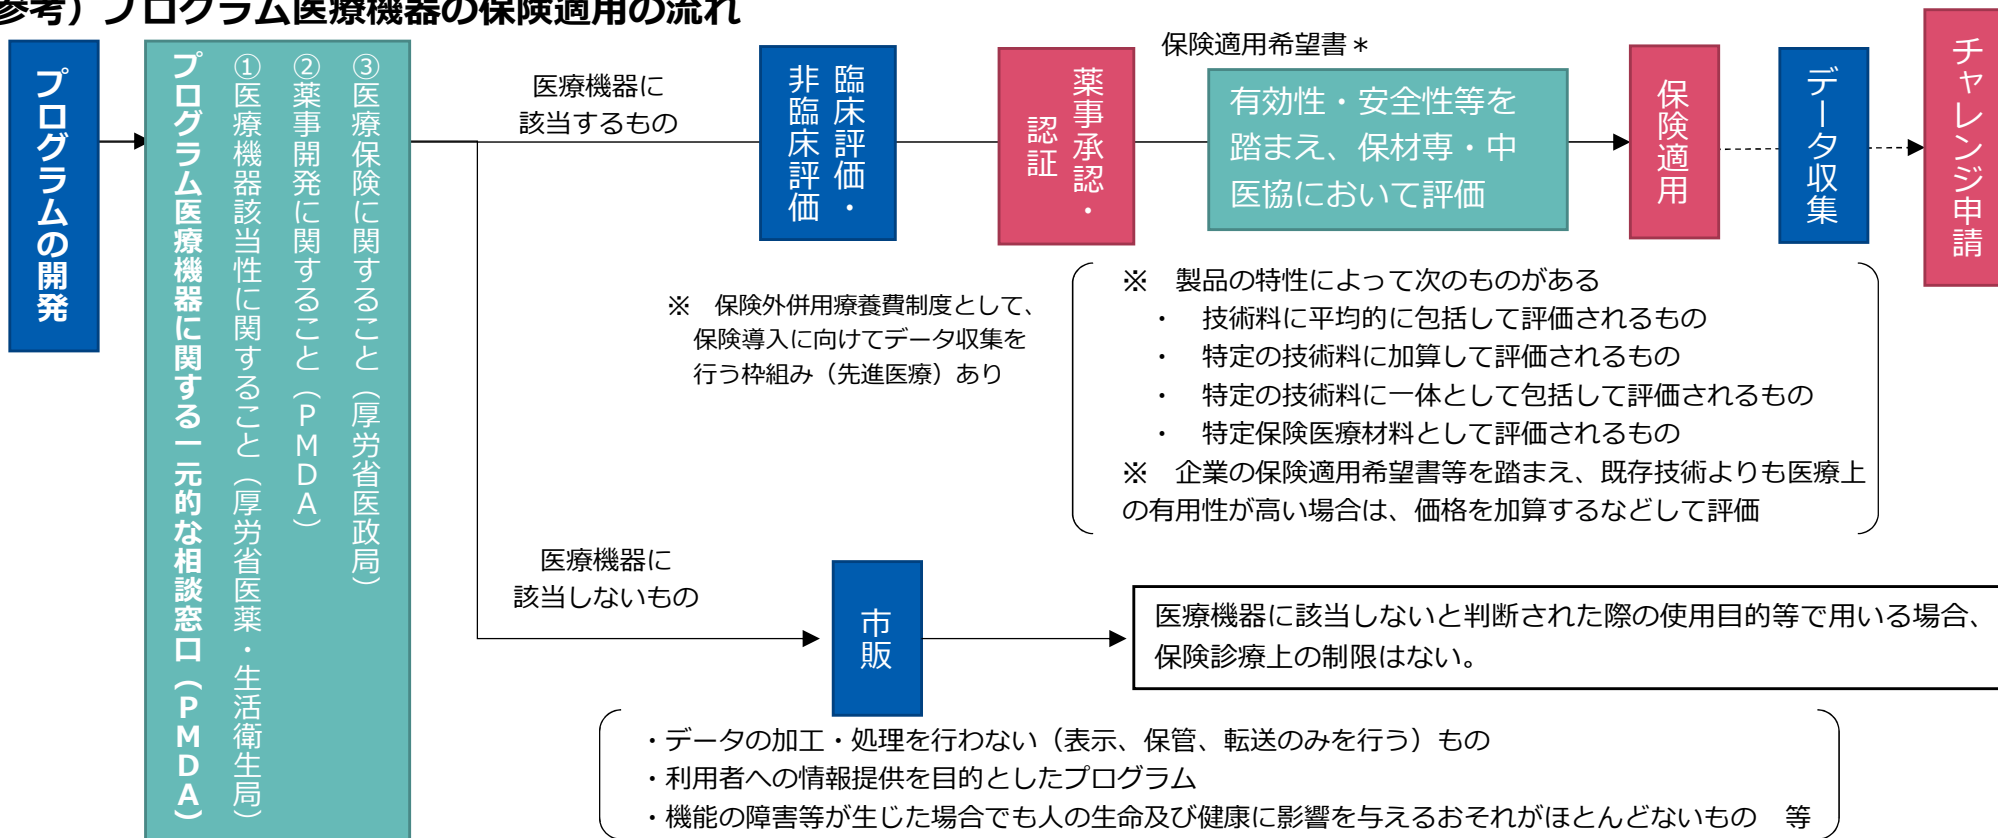 参考）プログラム医療機器の保険適用の流れ
プログラムの開発
プログラム医療機器に関する一元的な相談窓口（ＰＭＤＡ）
①医療機器該当性に関すること（厚労省医薬・生活衛生局）
②薬事開発に関すること（ＰＭＤＡ）
③医療保険に関すること（厚労省医政局）
医療機器に
該当するもの
臨床評価・
非臨床評価
※　保険外併用療養費制度として、
保険導入に向けてデータ収集を
行う枠組み（先進医療）あり
薬事承認・
認証
保険適用希望書＊
有効性・安全性等を
踏まえ、保材専・中
医協において評価
保険適用
データ収集
チャレンジ申請
※　製品の特性によって次のものがある
・　技術料に平均的に包括して評価されるもの
・　特定の技術料に加算して評価されるもの
・　特定の技術料に一体として包括して評価されるもの
・　特定保険医療材料として評価されるもの
※　企業の保険適用希望書等を踏まえ、既存技術よりも医療上
の有用性が高い場合は、価格を加算するなどして評価
医療機器に
該当しないもの
市販
医療機器に該当しないと判断された際の使用目的等で用いる場合、
保険診療上の制限はない。
・データの加工・処理を行わない（表示、保管、転送のみを行う）もの
・利用者への情報提供を目的としたプログラム
・機能の障害等が生じた場合でも人の生命及び健康に影響を与えるおそれがほとんどないもの　等